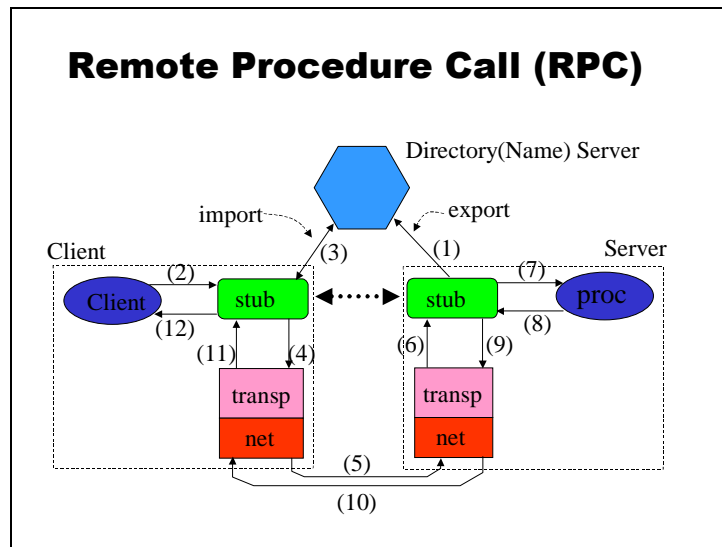 Remote Procedure Call (RPC)
Directory(Name) Server
import
export
Client
(3)
(1)
Server
(2)
(7)
Client
stub
stub
proc
(12)
(8)
(11)
(4)
(6)
(9)
transp
transp
net
net
(5)
(10)